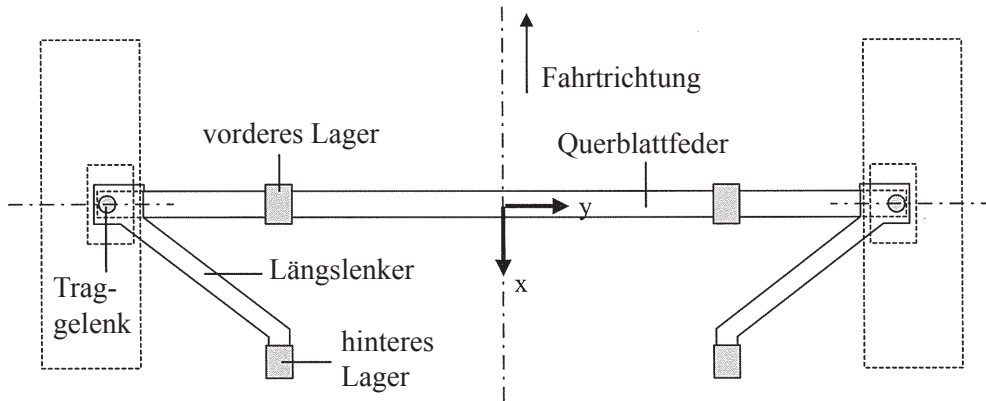 Fahrtrichtung
vorderes Lager
Querblattfeder
y
Längslenker
x
Trag-
gelenk
hinteres
Lager